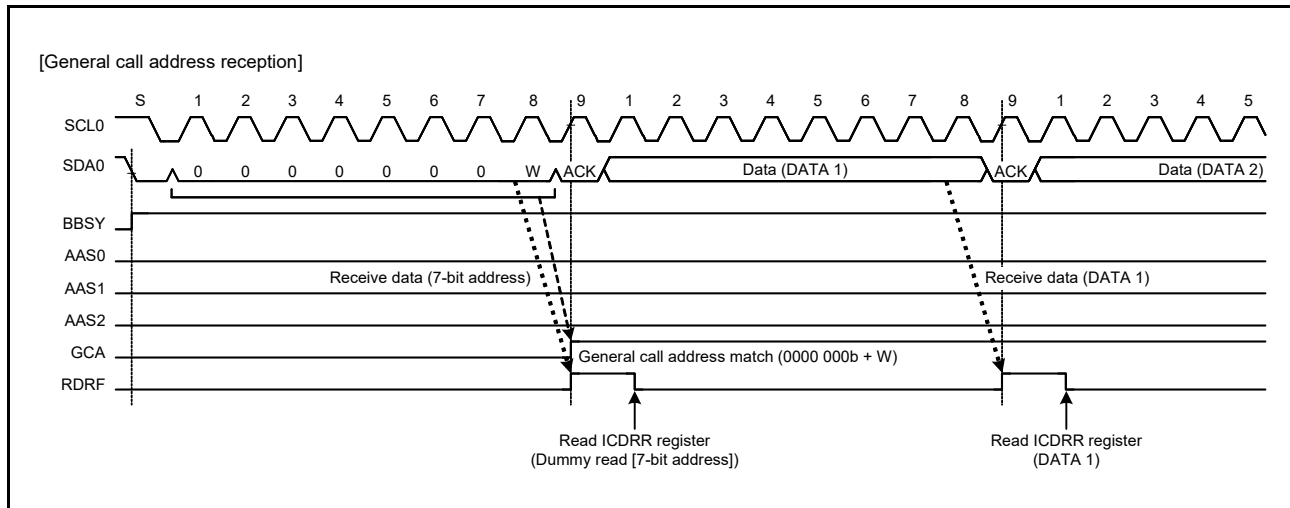 [General call address reception]
S 1 2 3 4 5 6 7 8 9 1 2 3 4 5 6 7 8 9 1 2 3 4 5
SCL0
SDA0 0 0 0 0 0 0 0 W ACK Data (DATA 1) ACK Data (DATA 2)
BBSY
AAS0
Receive data (7-bit address) Receive data (DATA 1)
AAS1
AAS2
GCA General call address match (0000 000b + W)
RDRF
Read ICDRR register Read ICDRR register
(Dummy read [7-bit address]) (DATA 1)